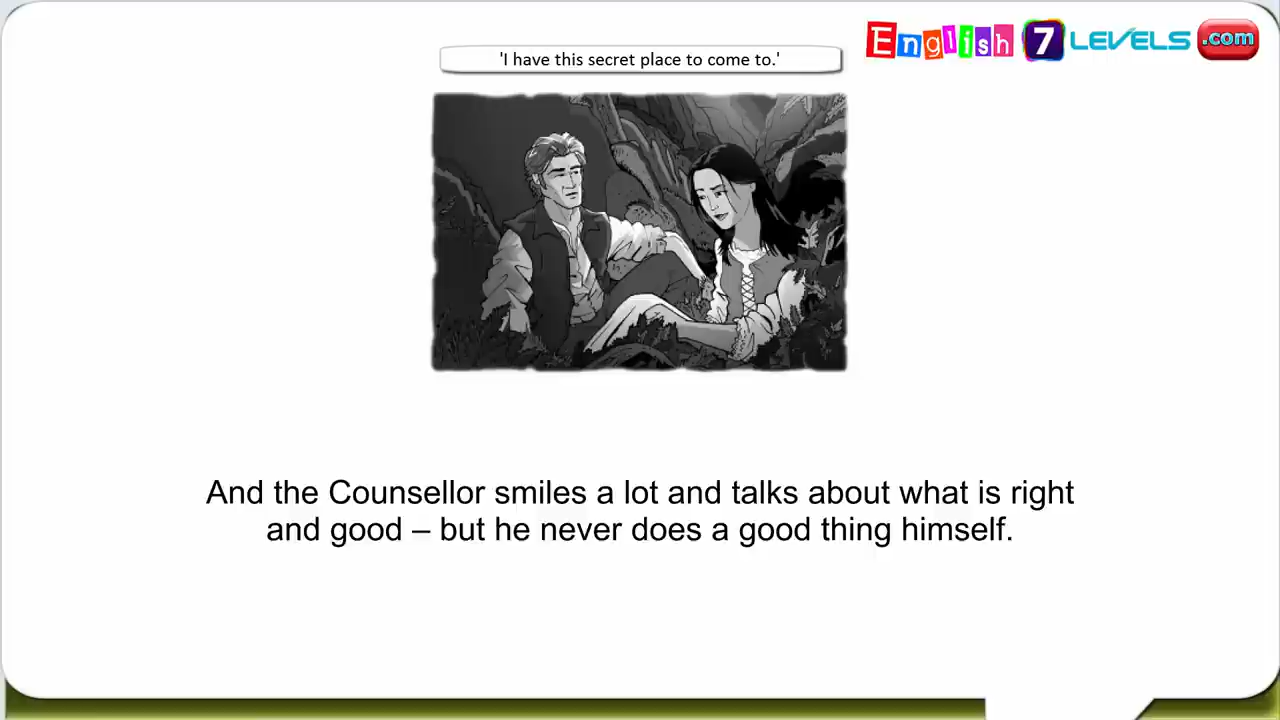 English 7 LEVELS .com
'I have this secret place to come to.'
And the Counsellor smiles a lot and talks about what is right
and good – but he never does a good thing himself.